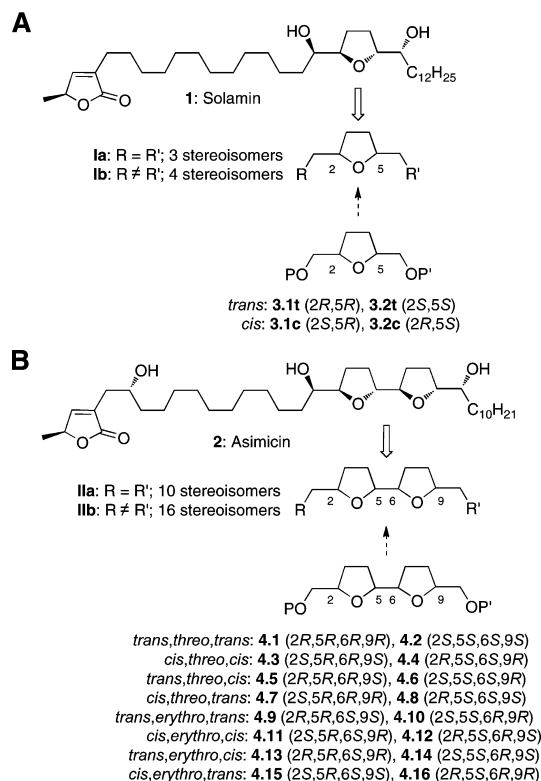 A
HO
OH
O
C12H25
O
O
1: Solamin
Ia: R = R'; 3 stereoisomers
Ib: R ≠ R'; 4 stereoisomers
R 2 O 5 R'
PO 2 O 5 OP'
trans: 3.1t (2R,5R), 3.2t (2S,5S)
cis: 3.1c (2S,5R), 3.2c (2R,5S)
B
OH
HO
OH
O
O
C10H21
O
O
2: Asimicin
IIa: R = R'; 10 stereoisomers
IIb: R ≠ R'; 16 stereoisomers
R 2 O 5 6 O 9 R'
PO 2 O 5 6 O 9 OP'
trans,threo,trans: 4.1 (2R,5R,6R,9R), 4.2 (2S,5S,6S,9S)
cis,threo,cis: 4.3 (2S,5R,6R,9S), 4.4 (2R,5S,6S,9R)
trans,threo,cis: 4.5 (2R,5R,6R,9S), 4.6 (2S,5S,6S,9R)
cis,threo,trans: 4.7 (2S,5R,6R,9R), 4.8 (2R,5S,6S,9S)
trans,erythro,trans: 4.9 (2R,5R,6S,9S), 4.10 (2S,5S,6R,9R)
cis,erythro,cis: 4.11 (2S,5R,6S,9R), 4.12 (2R,5S,6R,9S)
trans,erythro,cis: 4.13 (2R,5R,6S,9R), 4.14 (2S,5S,6R,9S)
cis,erythro,trans: 4.15 (2S,5R,6S,9S), 4.16 (2R,5S,6R,9R)